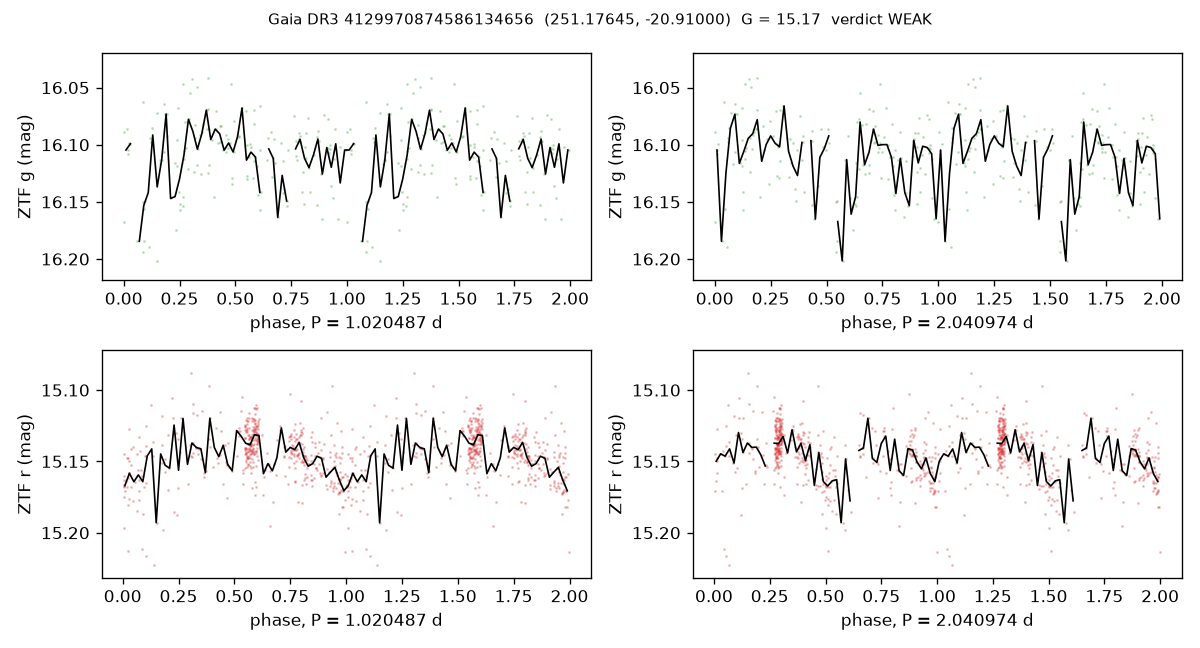 Gaia DR3 4129970874586134656  (251.17645, -20.91000)  G = 15.17  verdict WEAK
ZTF g (mag)
16.05
16.10
16.15
16.20
0.00 0.25 0.50 0.75 1.00 1.25 1.50 1.75 2.00
phase, P = 1.020487 d
ZTF g (mag)
16.05
16.10
16.15
16.20
0.00 0.25 0.50 0.75 1.00 1.25 1.50 1.75 2.00
phase, P = 2.040974 d
ZTF r (mag)
15.10
15.15
15.20
0.00 0.25 0.50 0.75 1.00 1.25 1.50 1.75 2.00
phase, P = 1.020487 d
ZTF r (mag)
15.10
15.15
15.20
0.00 0.25 0.50 0.75 1.00 1.25 1.50 1.75 2.00
phase, P = 2.040974 d